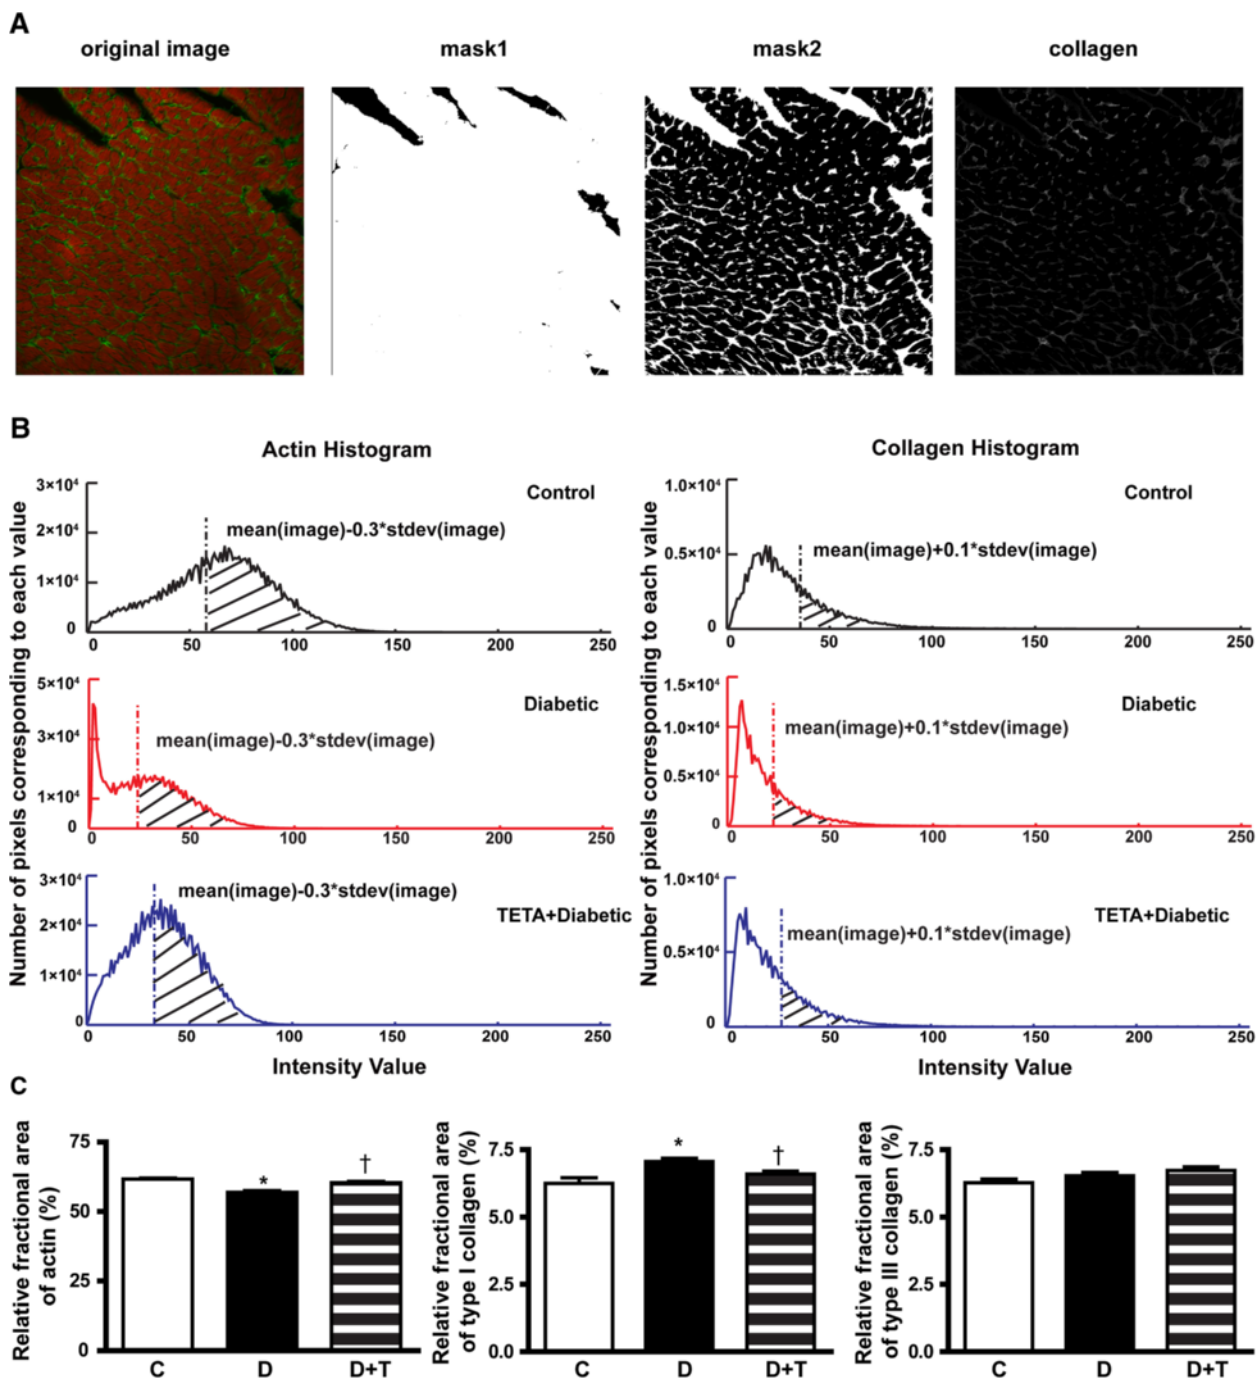 A
original image
mask1
mask2
collagen
B
Actin Histogram
Collagen Histogram
Number of pixels corresponding to each value
3×10⁴
2×10⁴
1×10⁴
0
0 50 100 150 200 250
Control
mean(image)-0.3*stdev(image)
5×10⁴
3×10⁴
1×10⁴
0
0 50 100 150 200 250
Diabetic
mean(image)-0.3*stdev(image)
3×10⁴
2×10⁴
1×10⁴
0
0 50 100 150 200 250
mean(image)-0.3*stdev(image)
TETA+Diabetic
Intensity Value
Number of pixels corresponding to each value
1.0×10⁴
0.5×10⁴
0
0 50 100 150 200 250
Control
mean(image)+0.1*stdev(image)
1.5×10⁴
1.0×10⁴
0.5×10⁴
0
0 50 100 150 200 250
Diabetic
mean(image)+0.1*stdev(image)
1.0×10⁴
0.5×10⁴
0
0 50 100 150 200 250
TETA+Diabetic
mean(image)+0.1*stdev(image)
Intensity Value
C
Relative fractional area
of actin (%)
75
50
25
0
*
†
C D D+T
Relative fractional area
of type I collagen (%)
7.5
5.0
2.5
0.0
*
†
C D D+T
Relative fractional area
of type III collagen (%)
7.5
5.0
2.5
0.0
C D D+T